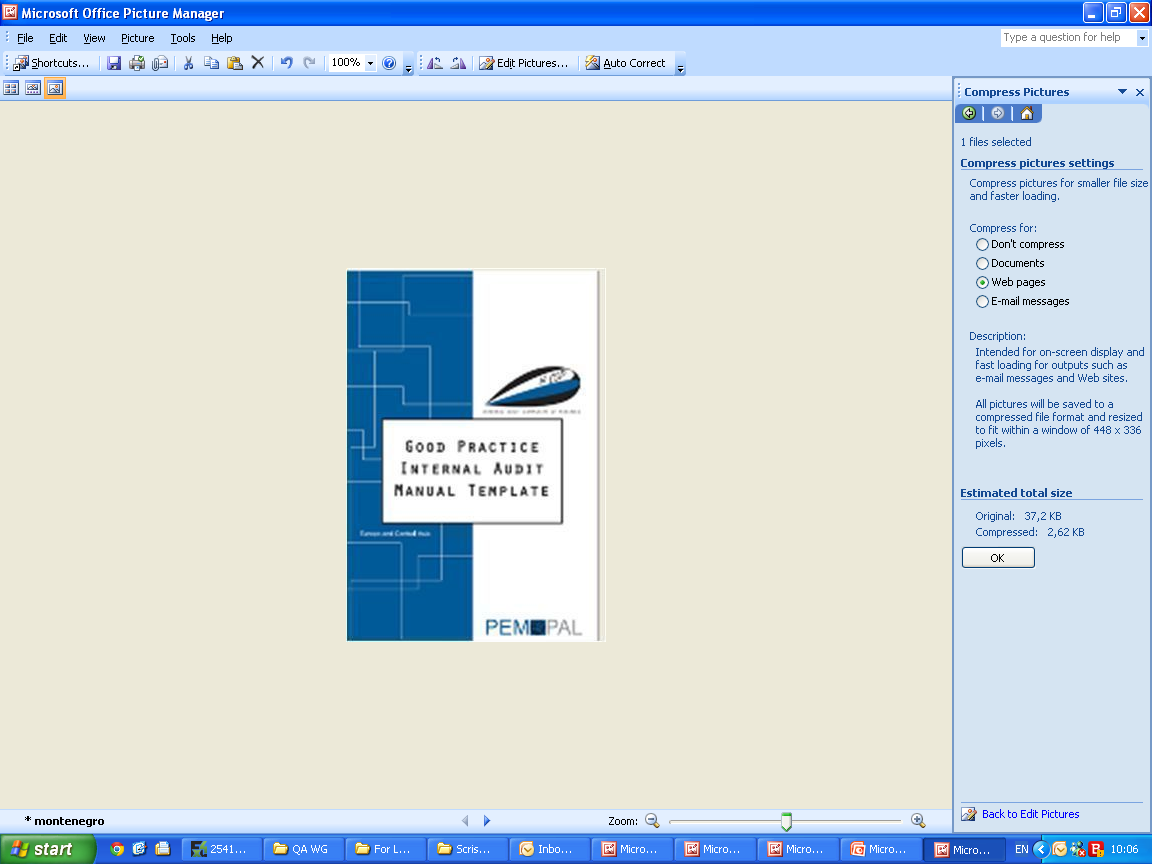 Microsoft Office Picture Manager
File Edit View Picture Tools Help
Type a question for help
Shortcuts... 100% Edit Pictures... Auto Correct
Compress Pictures
1 files selected
Compress pictures settings
Compress pictures for smaller file size
and faster loading.
Compress for:
Don't compress
Documents
Web pages
E-mail messages
Description:
Intended for on-screen display and
fast loading for outputs such as
e-mail messages and Web sites.
All pictures will be saved to a
compressed file format and resized
to fit within a window of 448 x 336
pixels.
Estimated total size
Original: 37,2 KB
Compressed: 2,62 KB
OK
Back to Edit Pictures
GOOD PRACTICE
INTERNAL AUDIT
MANUAL TEMPLATE
PEM PAL
* montenegro
Zoom:
start 2541... QA WG For L... Scris... Inbo... Micro... Micro... Micro... Micro... Micro... EN 10:06